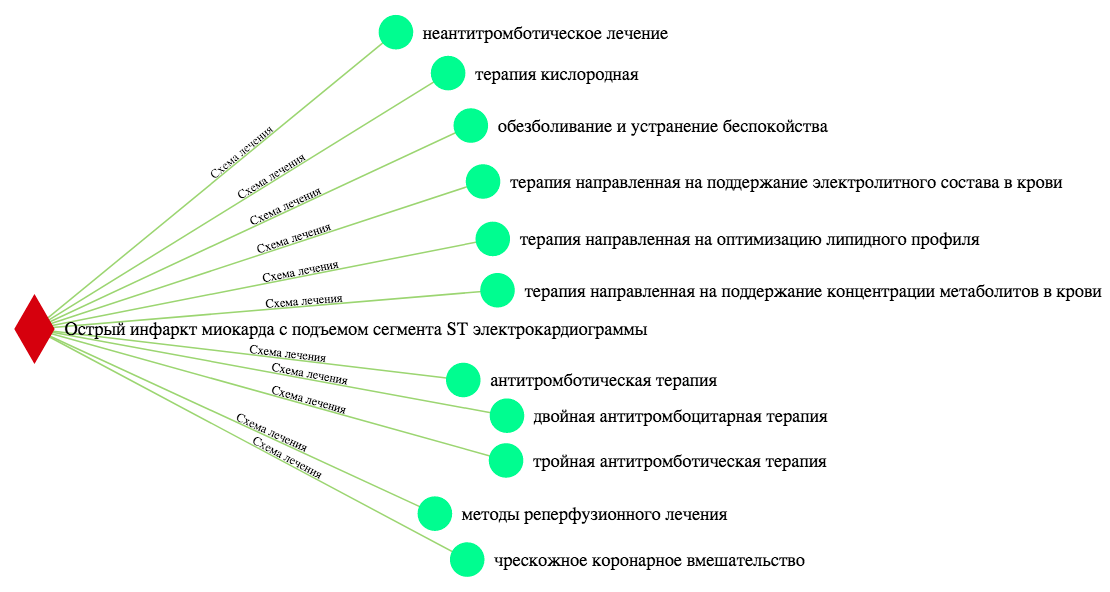 неантитромботическое лечение
терапия кислородная
обезболивание и устранение беспокойства
терапия направленная на поддержание электролитного состава в крови
терапия направленная на оптимизацию липидного профиля
терапия направленная на поддержание концентрации метаболитов в крови
Острый инфаркт миокарда с подъемом сегмента ST электрокардиограммы
антитромботическая терапия
двойная антитромбоцитарная терапия
тройная антитромботическая терапия
методы реперфузионного лечения
чрескожное коронарное вмешательство
Схема лечения
Схема лечения
Схема лечения
Схема лечения
Схема лечения
Схема лечения
Схема лечения
Схема лечения
Схема лечения
Схема лечения
Схема лечения